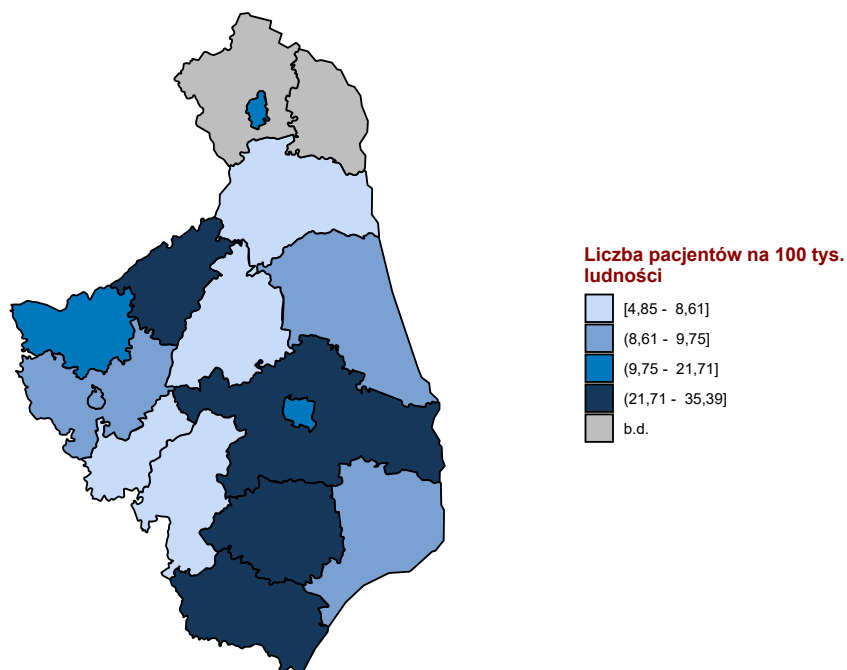 Liczba pacjentów na 100 tys.
ludności
[4,85 - 8,61]
(8,61 - 9,75]
(9,75 - 21,71]
(21,71 - 35,39]
b.d.